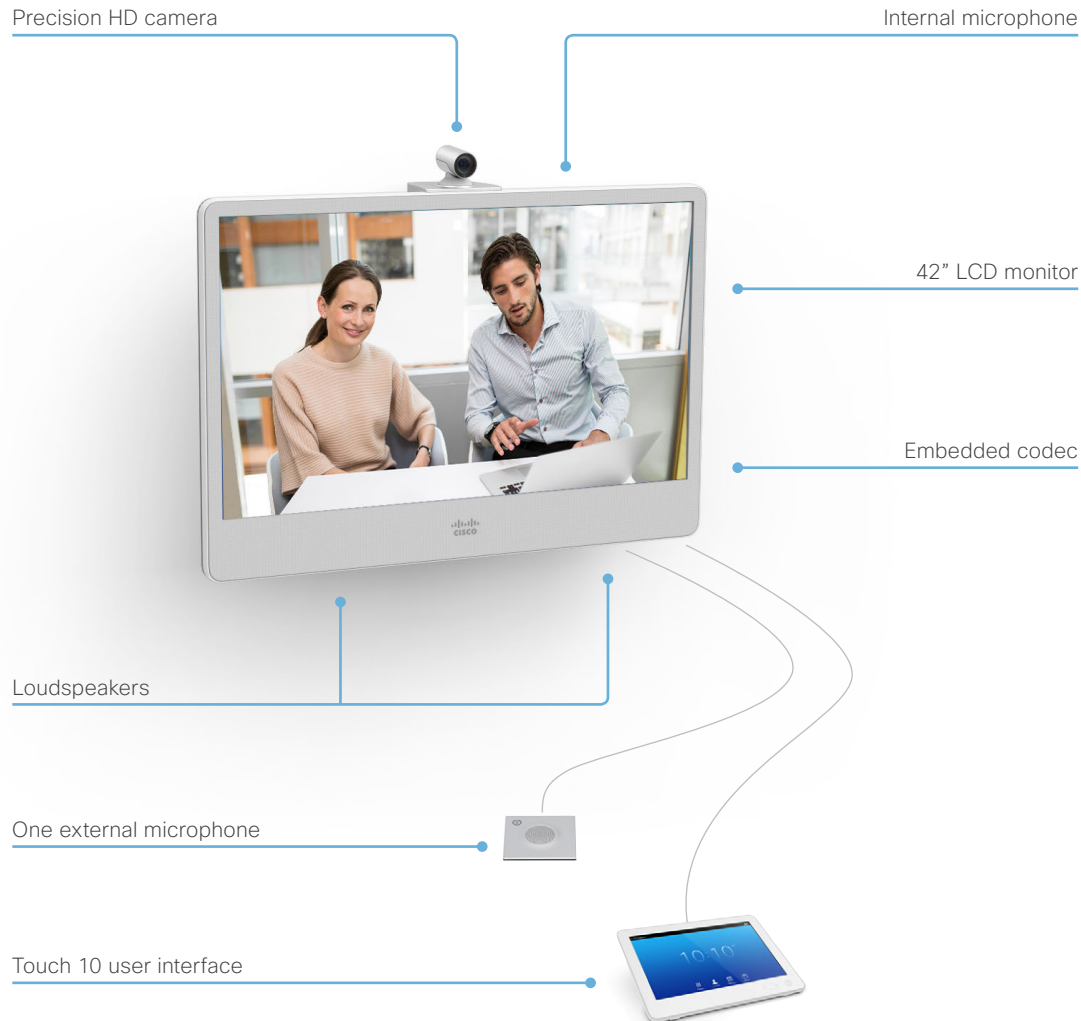 Precision HD camera
Internal microphone
42” LCD monitor
Embedded codec
CISCO
Loudspeakers
One external microphone
10:10
Touch 10 user interface